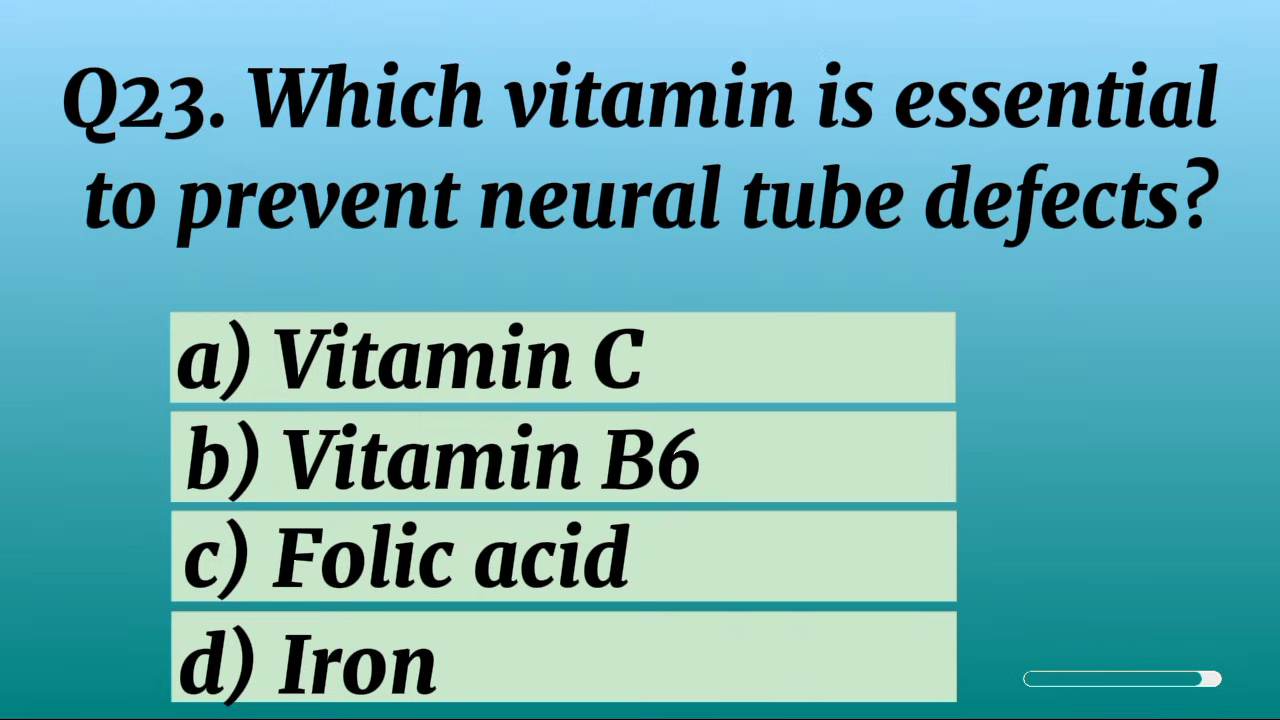 Q23. Which vitamin is essential
to prevent neural tube defects?
a) Vitamin C
b) Vitamin B6
c) Folic acid
d) Iron